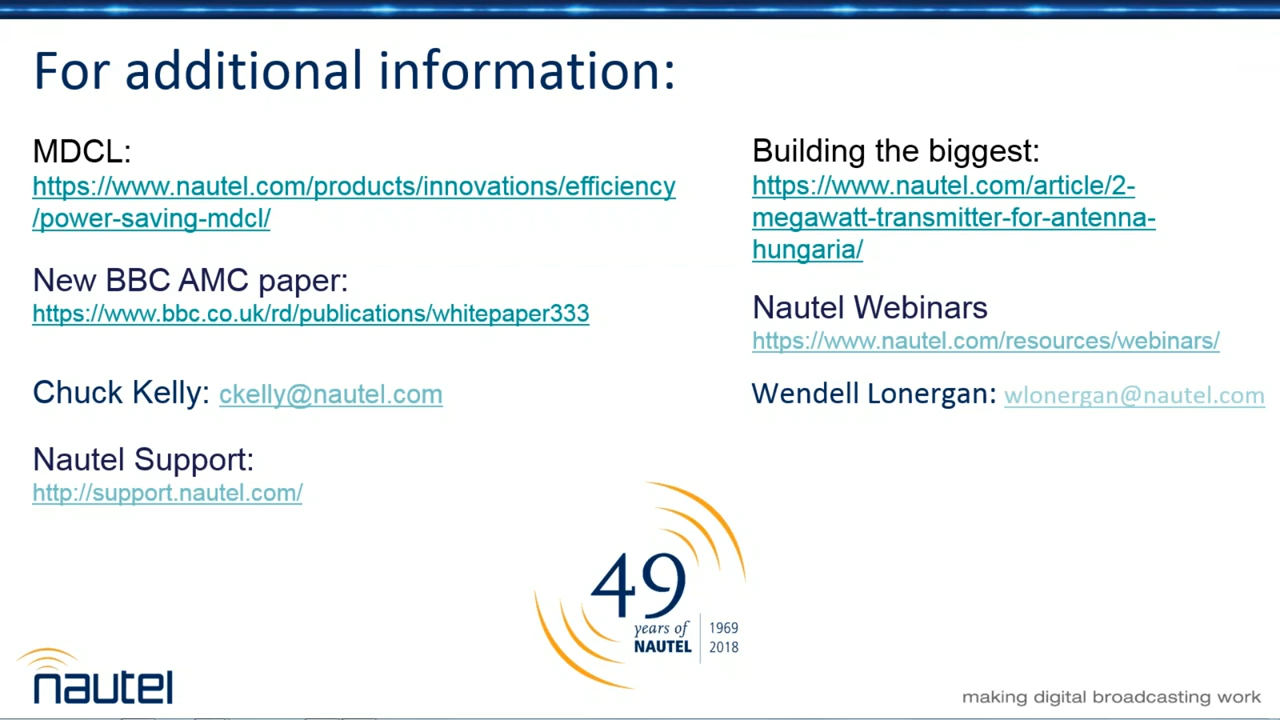 For additional information:
MDCL:
https://www.nautel.com/products/innovations/efficiency
/power-saving-mdcl/
New BBC AMC paper:
https://www.bbc.co.uk/rd/publications/whitepaper333
Chuck Kelly: ckelly@nautel.com
Nautel Support:
http://support.nautel.com/
Building the biggest:
https://www.nautel.com/article/2-
megawatt-transmitter-for-antenna-
hungaria/
Nautel Webinars
https://www.nautel.com/resources/webinars/
Wendell Lonergan: wlonergan@nautel.com
49
years of
NAUTEL
1969
2018
nautel
making digital broadcasting work